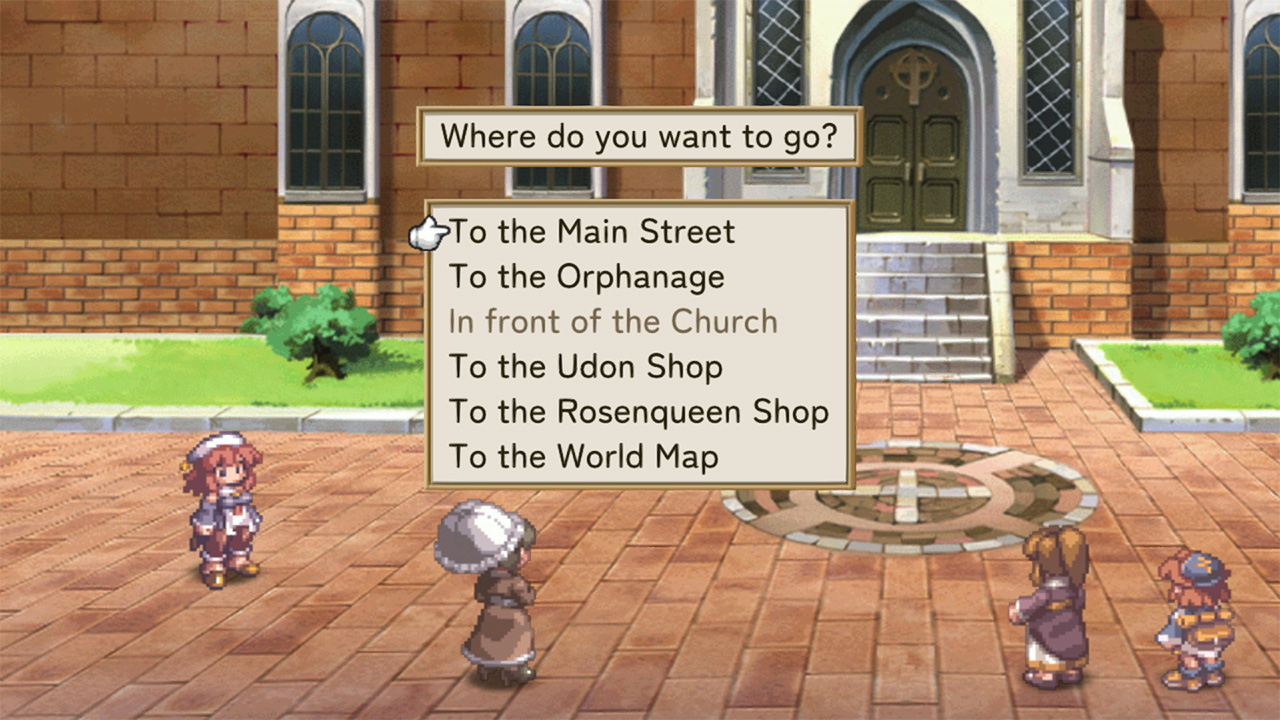 Where do you want to go?
To the Main Street
To the Orphanage
In front of the Church
To the Udon Shop
To the Rosenqueen Shop
To the World Map